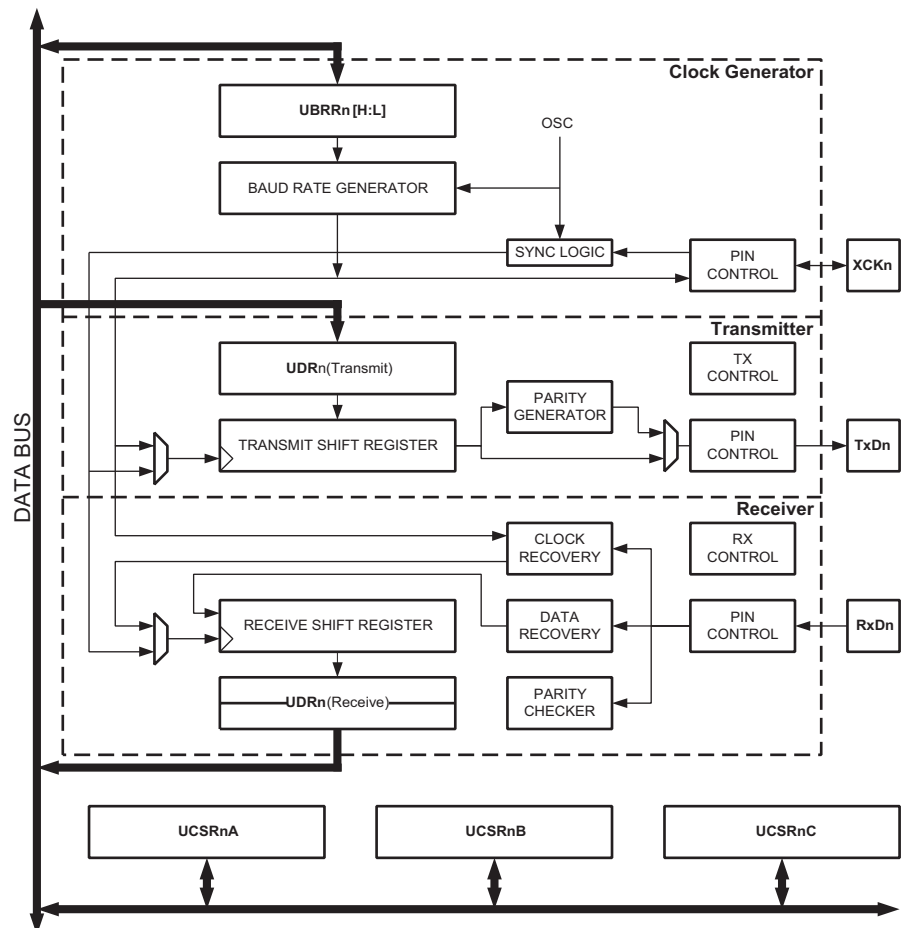 Clock Generator
UBRRn [H:L]
OSC
BAUD RATE GENERATOR
SYNC LOGIC
PIN
CONTROL
XCKn
DATA BUS
Transmitter
UDRn(Transmit)
TX
CONTROL
PARITY
GENERATOR
TRANSMIT SHIFT REGISTER
PIN
CONTROL
TxDn
Receiver
CLOCK
RECOVERY
RX
CONTROL
RECEIVE SHIFT REGISTER
DATA
RECOVERY
PIN
CONTROL
RxDn
UDRn(Receive)
PARITY
CHECKER
UCSRnA
UCSRnB
UCSRnC